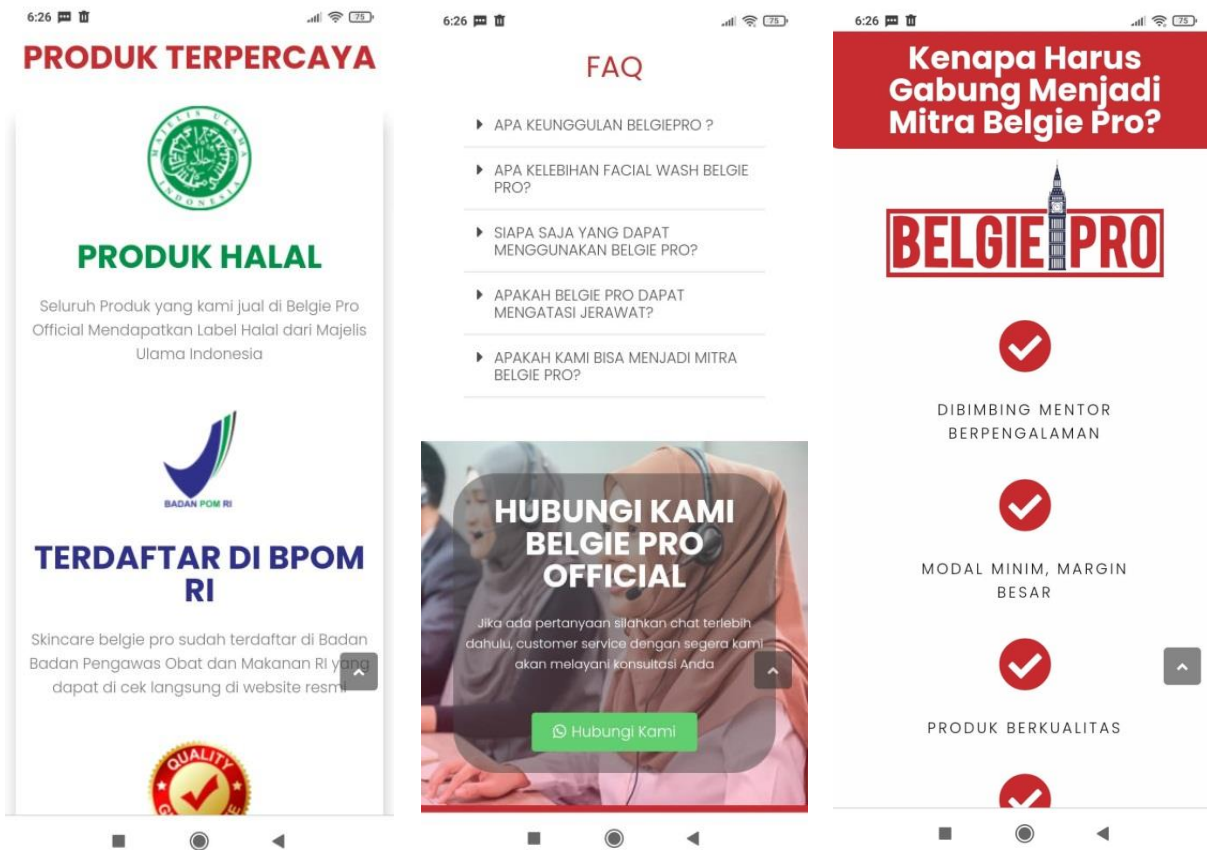 6:26
75
PRODUK TERPERCAYA
MAJELIS ULAMA
INDONESIA
PRODUK HALAL
Seluruh Produk yang kami jual di Belgie Pro
Official Mendapatkan Label Halal dari Majelis
Ulama Indonesia
BADAN POM RI
TERDAFTAR DI BPOM
RI
Skincare belgie pro sudah terdaftar di Badan
Badan Pengawas Obat dan Makanan RI yang
dapat di cek langsung di website resmi
QUALITY
6:26
75
FAQ
APA KEUNGGULAN BELGIEPRO ?
APA KELEBIHAN FACIAL WASH BELGIE
PRO?
SIAPA SAJA YANG DAPAT
MENGGUNAKAN BELGIE PRO?
APAKAH BELGIE PRO DAPAT
MENGATASI JERAWAT?
APAKAH KAMI BISA MENJADI MITRA
BELGIE PRO?
HUBUNGI KAMI
BELGIE PRO
OFFICIAL
Jika ada pertanyaan silahkan chat terlebih
dahulu, customer service dengan segera kami
akan melayani konsultasi Anda
Hubungi Kami
6:26
75
Kenapa Harus
Gabung Menjadi
Mitra Belgie Pro?
BELGIE PRO
DIBIMBING MENTOR
BERPENGALAMAN
MODAL MINIM, MARGIN
BESAR
PRODUK BERKUALITAS